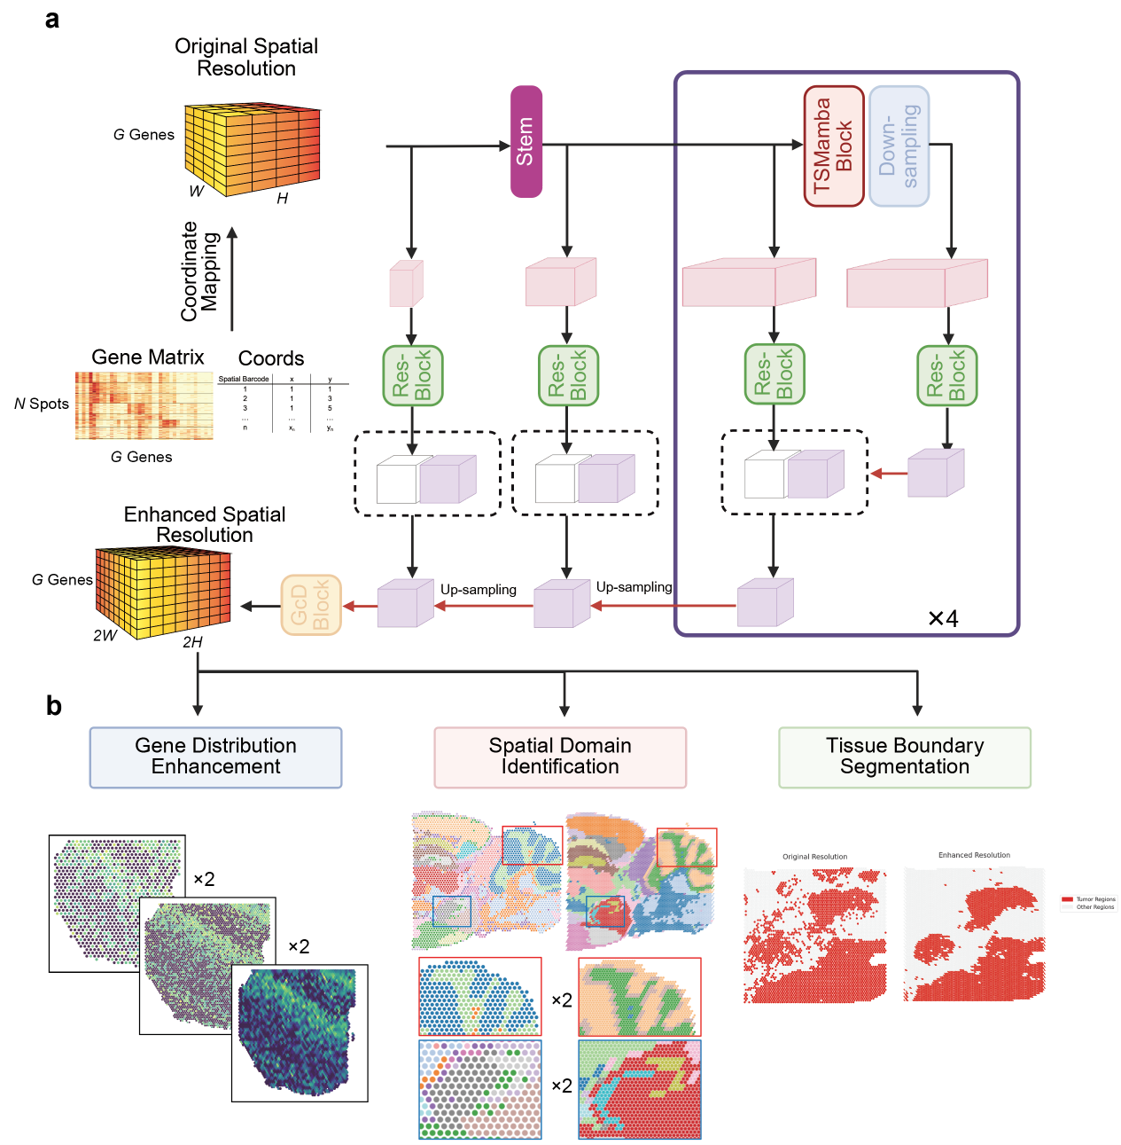 a
Original Spatial
Resolution
G Genes
W
H
Coordinate
Mapping
Gene Matrix
Coords
N Spots
G Genes
Spatial Barcode x y
1 1 1
2 1 3
3 1 5
... ... ...
n xₙ yₙ
Stem
TSMamba
Block
Down-
sampling
Res-
Block
Res-
Block
Res-
Block
Res-
Block
Enhanced Spatial
Resolution
G Genes
2W
2H
GcD
Block
Up-sampling
Up-sampling
×4
b
Gene Distribution
Enhancement
Spatial Domain
Identification
Tissue Boundary
Segmentation
×2
×2
×2
×2
Original Resolution
Enhanced Resolution
Tumor Regions
Other Regions